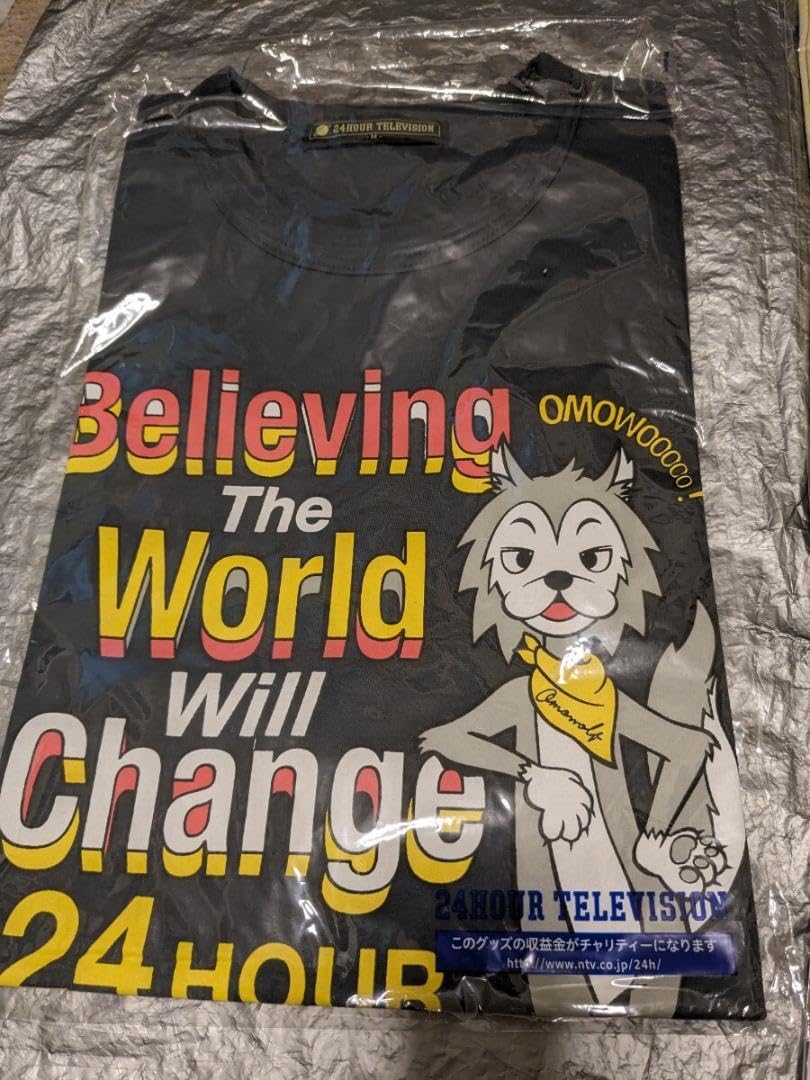 24HOUR TELEVISION
-M-
Believing
OMOWOOOOO!
The
World
Will
Omowolf
Change
24HOUR TELEVISION
このグッズの収益金がチャリティーになります
http://www.ntv.co.jp/24h/
24 HOUR